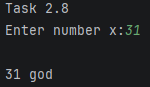 Task 2.8
Enter number x:31
31 god